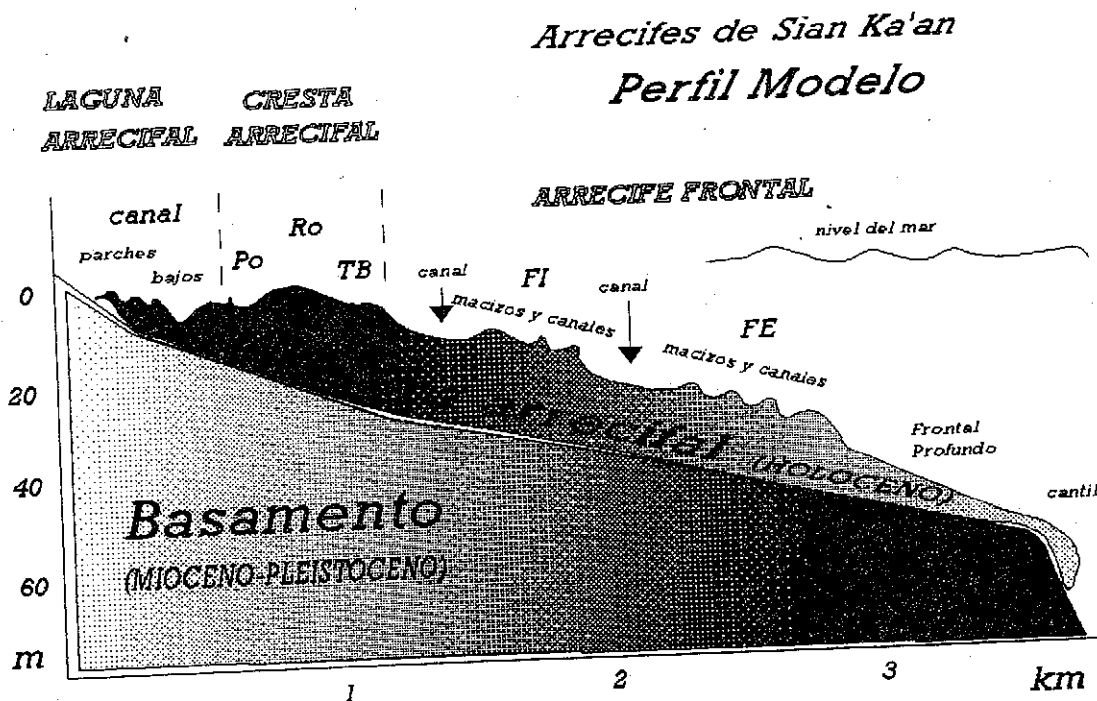 Arrecifes de Sian Ka'an
Perfil Modelo
LAGUNA
ARRECIFAL
CRESTA
ARRECIFAL
ARRECIFE FRONTAL
nivel del mar
canal
parches
bajos
Po
Ro
TB
canal
FI
macizos y canales
canal
FE
macizos y canales
Frontal
Profundo
cantil
Arrecifal (HOLOCENO)
Basamento
(MIOCENO-PLEISTOCENO)
0
20
40
60
m
1
2
3
km